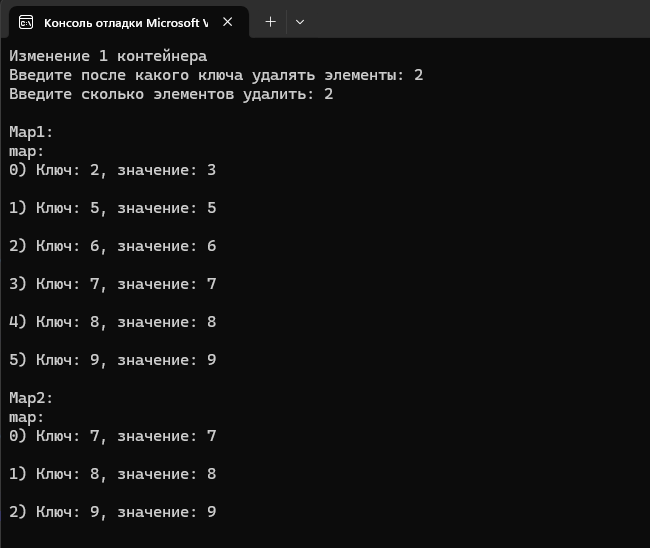 Консоль отладки Microsoft V
Изменение 1 контейнера
Введите после какого ключа удалять элементы: 2
Введите сколько элементов удалить: 2
Map1:
map:
0) Ключ: 2, значение: 3
1) Ключ: 5, значение: 5
2) Ключ: 6, значение: 6
3) Ключ: 7, значение: 7
4) Ключ: 8, значение: 8
5) Ключ: 9, значение: 9
Map2:
map:
0) Ключ: 7, значение: 7
1) Ключ: 8, значение: 8
2) Ключ: 9, значение: 9